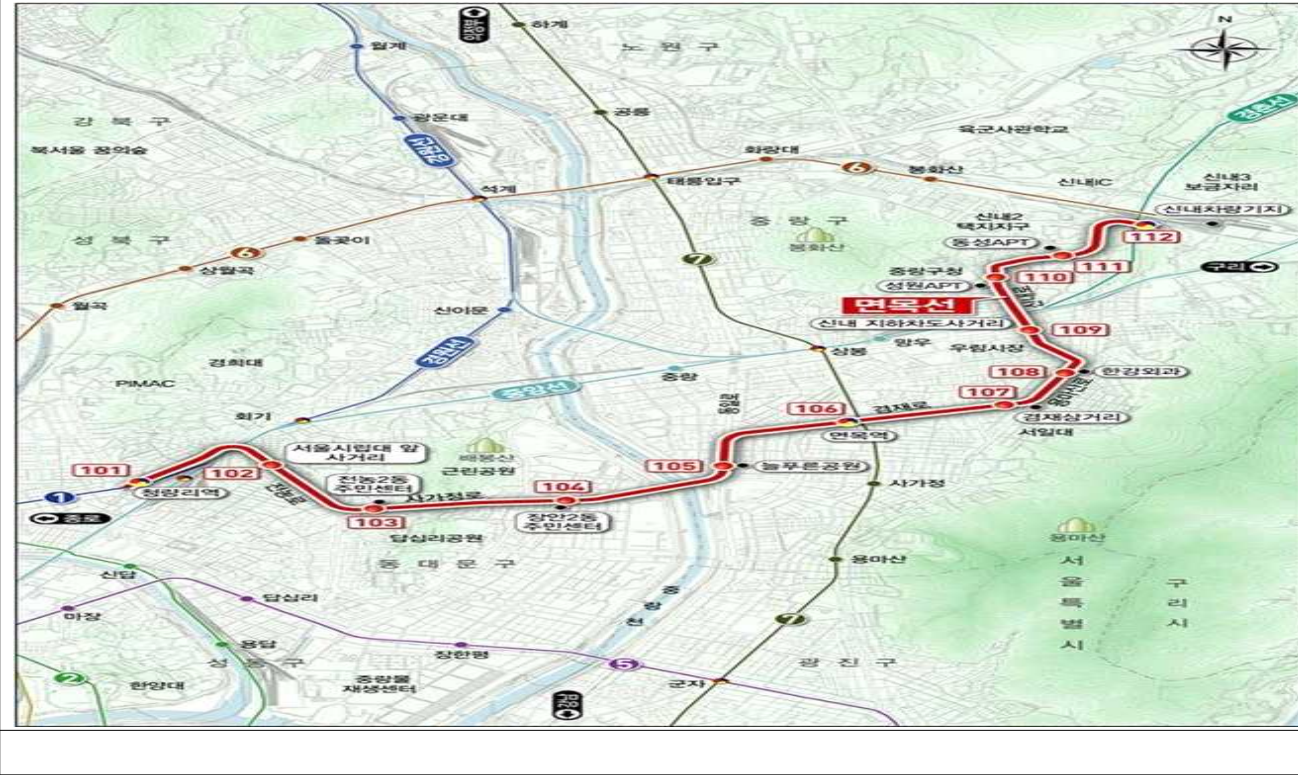 하계
노 원 구
N
월계
공릉
강 북 구
북서울 꿈의숲
광운대
경춘선
육군사관학교
화랑대
6
봉화산
신내IC
신내3
보금자리
석계
태릉입구
신내차량기지
112
중 랑 구
봉화산
신내2
택지지구
동성APT
111
성 북 구
6
돌곶이
상월곡
7
구리
중랑구청
110
성원APT
면목선
월곡
신이문
신내 지하차도사거리
109
경희대
경원선
상봉
망우
우림시장
PIMAC
중앙선
중랑
108
한강외과
107
회기
106
겸재로
겸재삼거리
면목역
서일대
서울시립대 앞
사거리
배봉산
근린공원
101
102
청량리역
전농로
전농2동
주민센터
사가정로
104
105
늘푸른공원
사가정
1
종로
103
장안2동
주민센터
답십리공원
용마산
동 대 문 구
신답
용마산
서
울
특
별
시
구
리
시
답십리
마장
중
랑
천
7
용답
장한평
5
성 동 구
광 진 구
2
한양대
중랑물
재생센터
군자
강남